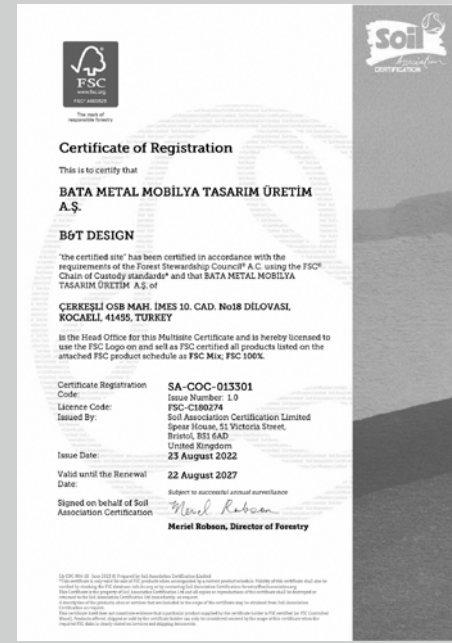 Soil
Association
CERTIFICATION
FSC
www.fsc.org
The mark of
responsible forestry
Certificate of Registration
This is to certify that
BATA METAL MOBİLYA TASARIM ÜRETİM
A.Ş.
B&T DESIGN
"the certified site" has been certified in accordance with the
requirements of the Forest Stewardship Council® A.C. using the FSC®
Chain of Custody standards* and that BATA METAL MOBİLYA
TASARIM ÜRETİM A.Ş. of
ÇERKEŞLİ OSB MAH. İMES 10. CAD. No18 DİLOVASI,
KOCAELİ, 41455, TURKEY
is the Head Office for this Multisite Certificate and is hereby licensed to
use the FSC Logo on and sell as FSC certified all products listed on the
attached FSC product schedule as FSC Mix; FSC 100%.
Certificate Registration Code: SA-COC-013301
Issue Number: 1.0
Licence Code: FSC-C180274
Issued By: Soil Association Certification Limited
Spear House, 51 Victoria Street,
Bristol, BS1 6AD
United Kingdom
Issue Date: 23 August 2022
Valid until the Renewal Date: 22 August 2027
Subject to successful annual surveillance
Signed on behalf of Soil
Association Certification
Meriel Robson
Meriel Robson, Director of Forestry